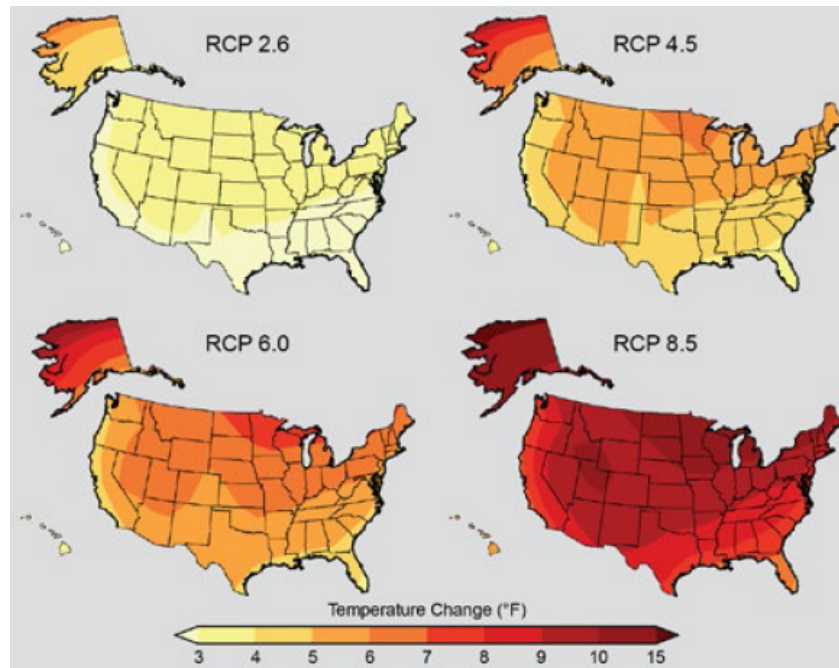 RCP 2.6
RCP 4.5
RCP 6.0
RCP 8.5
Temperature Change (°F)
3 4 5 6 7 8 9 10 15